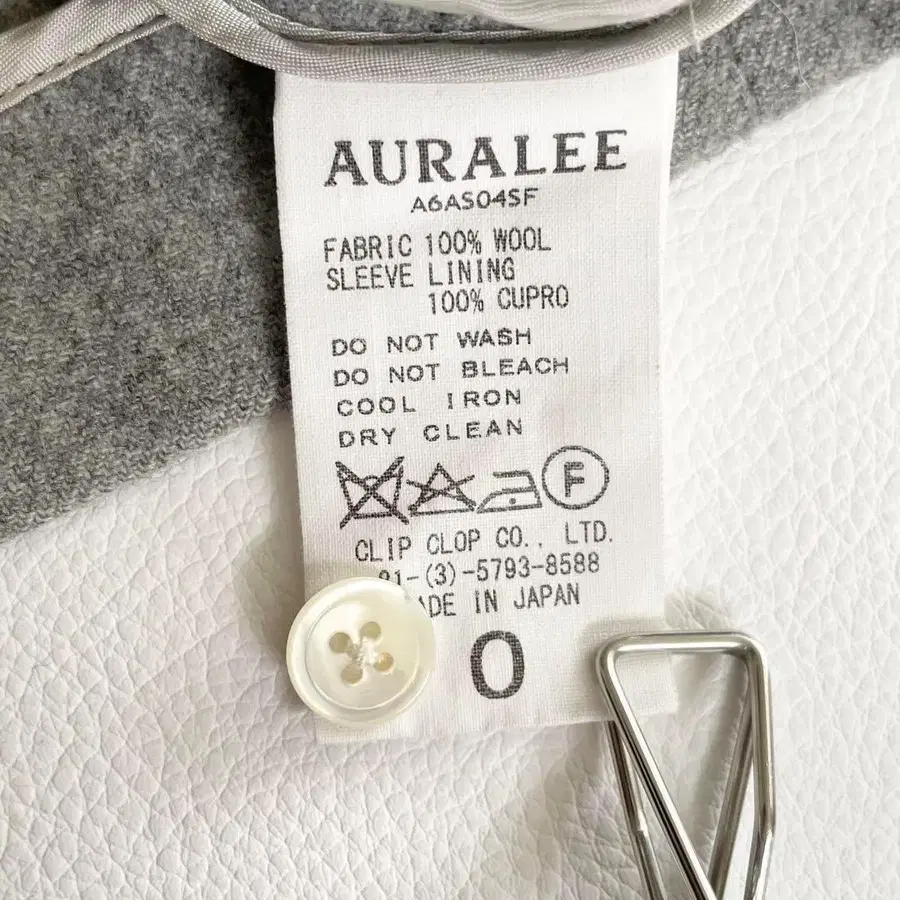 AURALEE
A6AS04SF
FABRIC 100% WOOL
SLEEVE LINING
100% CUPRO
DO NOT WASH
DO NOT BLEACH
COOL IRON
DRY CLEAN
F
CLIP CLOP CO., LTD.
81-(3)-5793-8588
ADE IN JAPAN
0